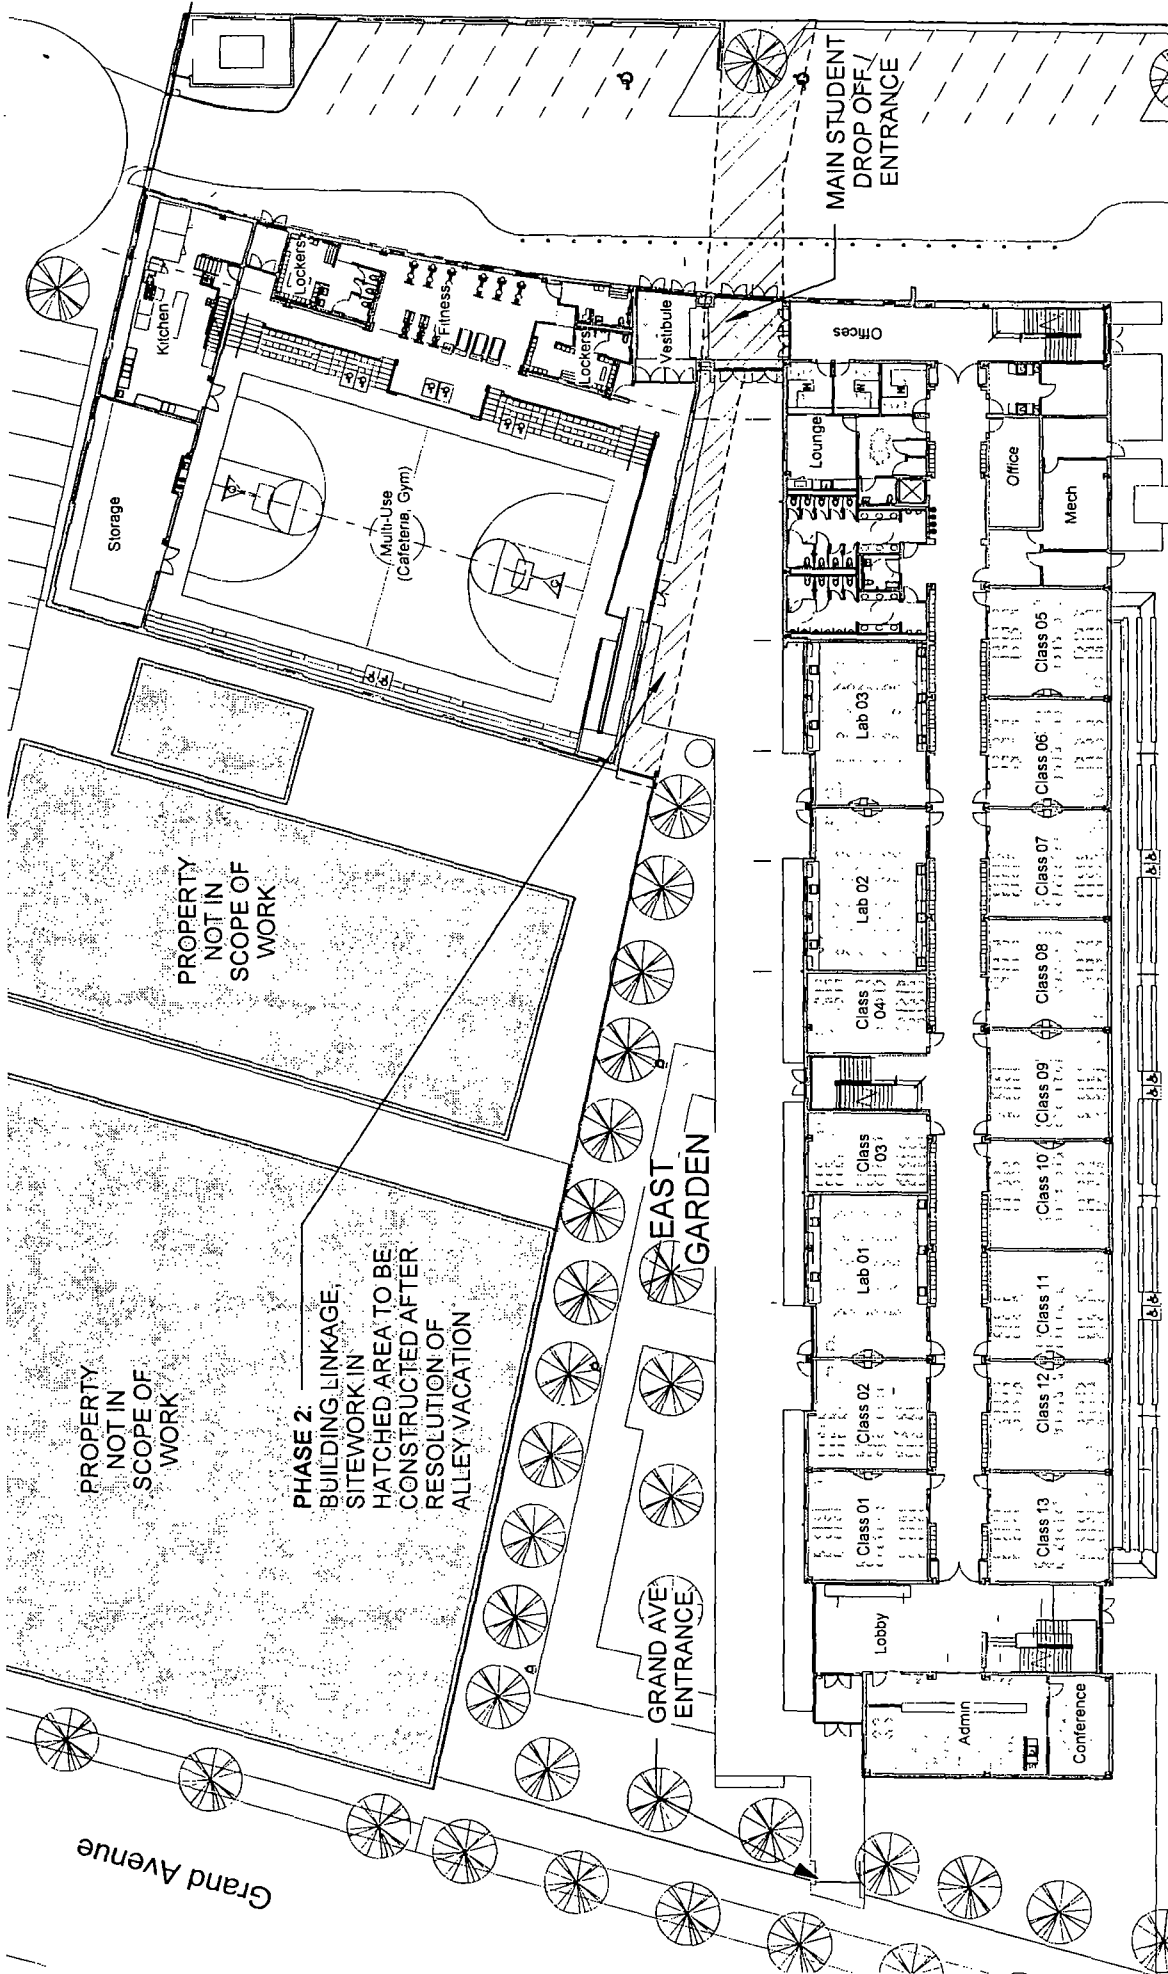 MAIN STUDENT
DROP OFF /
ENTRANCE
Kitchen
Lockers
Fitness
Lockers
Vestibule
Storage
Multi-Use
(Cafeteria, Gym)
Offices
Lounge
Office
Mech
PROPERTY
NOT IN
SCOPE OF
WORK
PROPERTY
NOT IN
SCOPE OF
WORK
PHASE 2:
BUILDING LINKAGE,
SITEWORK IN
HATCHED AREA TO BE
CONSTRUCTED AFTER
RESOLUTION OF
ALLEY VACATION
EAST
GARDEN
Lab 03
Lab 02
Class
04
Class
03
Lab 01
Class 02
Class 01
Class 05
Class 06
Class 07
Class 08
Class 09
Class 10
Class 11
Class 12
Class 13
GRAND AVE
ENTRANCE
Lobby
Admin
Conference
Grand Avenue